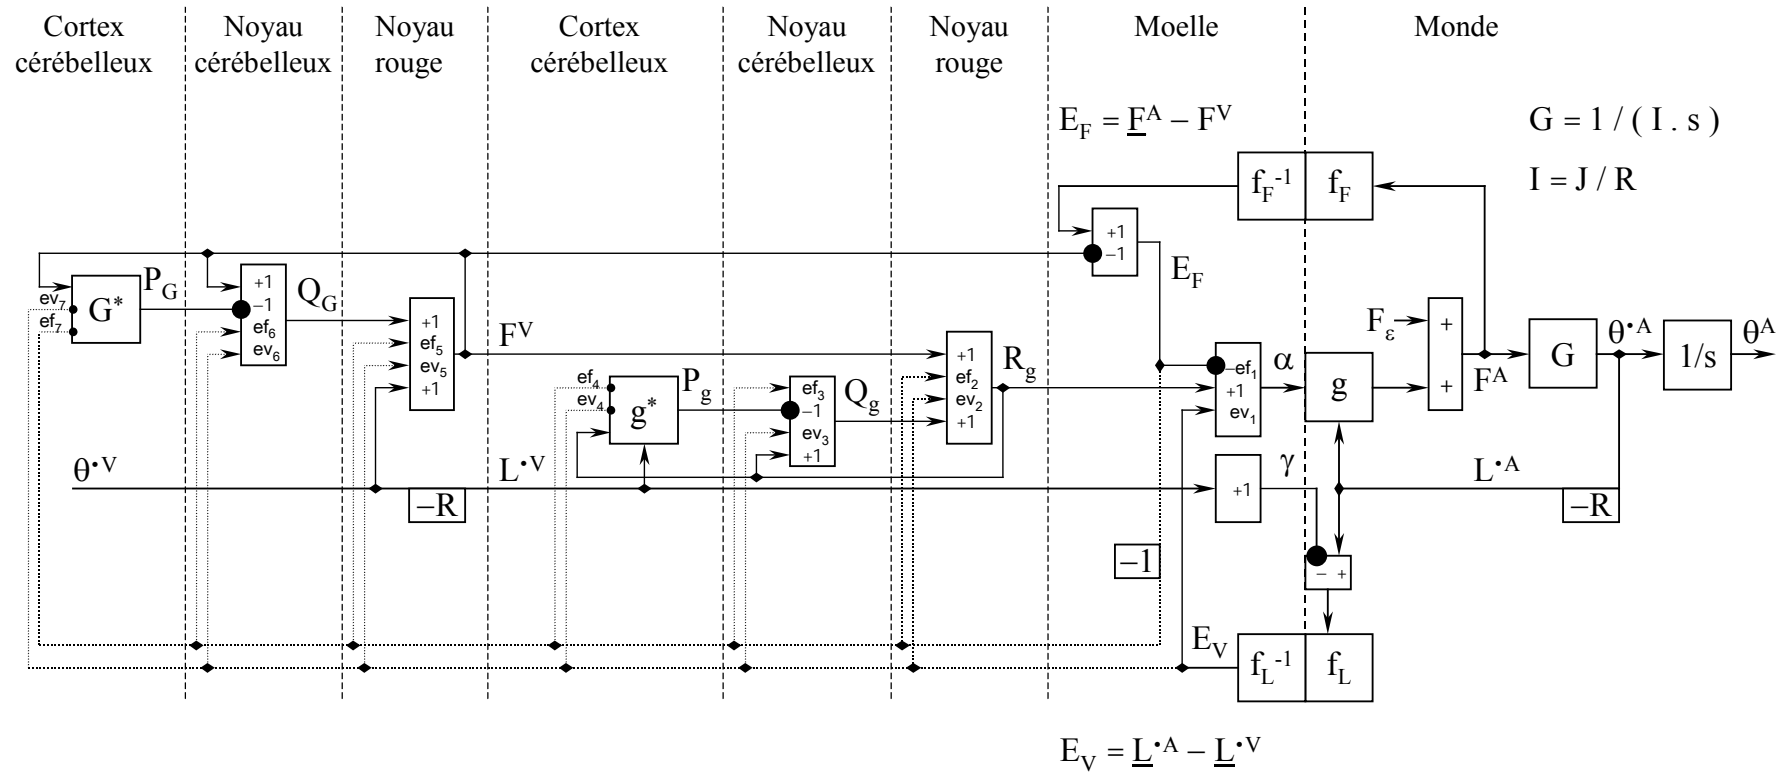 Cortex
cérébelleux
Noyau
cérébelleux
Noyau
rouge
Cortex
cérébelleux
Noyau
cérébelleux
Noyau
rouge
Moelle
Monde
E_F = F̲^A − F^V
G = 1 / ( I . s )
I = J / R
f_F^-1
f_F
+1
−1
E_F
G*
ev_7
ef_7
P_G
+1
−1
ef_6
ev_6
Q_G
+1
ef_5
ev_5
+1
F^V
ef_4
ev_4
g*
P_g
ef_3
−1
ev_3
+1
Q_g
+1
ef_2
ev_2
+1
R_g
−ef_1
+1
ev_1
α
g
F_ε
+
+
F^A
G
θ^•A
1/s
θ^A
θ^•V
−R
L^•V
+1
γ
L^•A
−R
−1
− +
E_V
f_L^-1
f_L
E_V = L̲^•A − L̲^•V